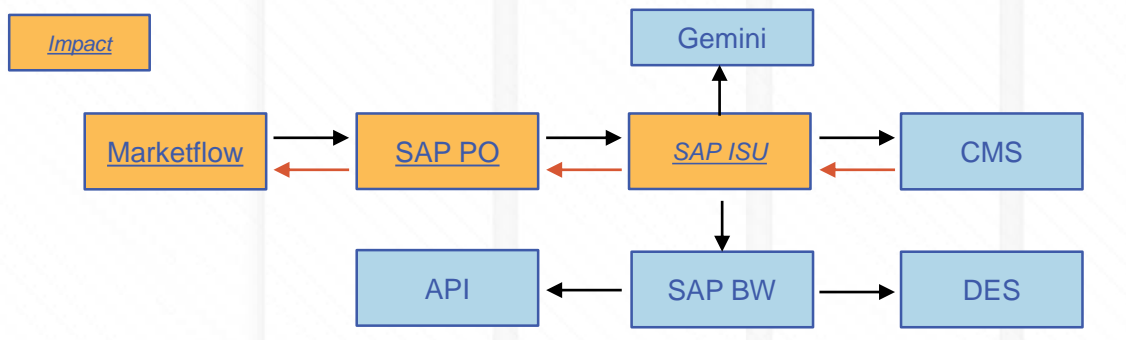 Impact
Gemini
Marketflow
SAP PO
SAP ISU
CMS
API
SAP BW
DES